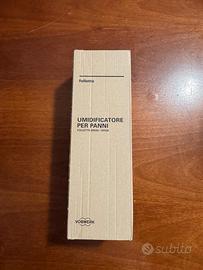 Folletto
UMIDIFICATORE
PER PANNI
VORWERK
subito